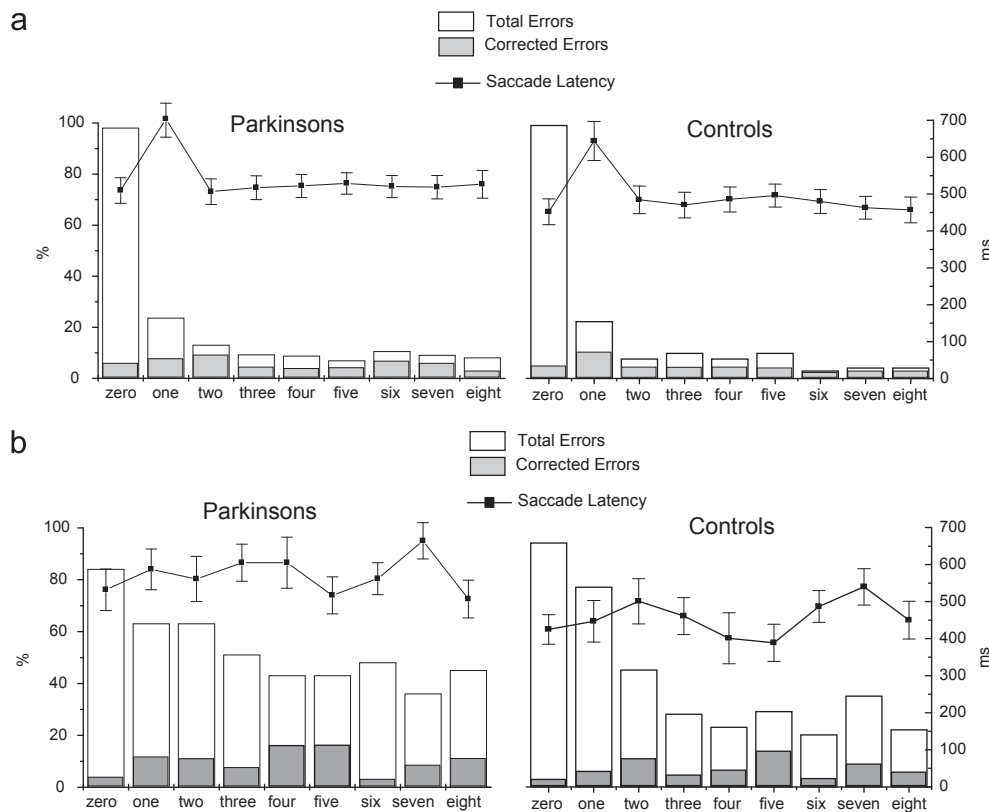 a
Total Errors
Corrected Errors
Saccade Latency
Parkinsons
Controls
100
80
60
40
20
0
%
700
600
500
400
300
200
100
0
ms
zero one two three four five six seven eight
zero one two three four five six seven eight
b
Total Errors
Corrected Errors
Saccade Latency
Parkinsons
Controls
100
80
60
40
20
0
%
700
600
500
400
300
200
100
0
ms
zero one two three four five six seven eight
zero one two three four five six seven eight